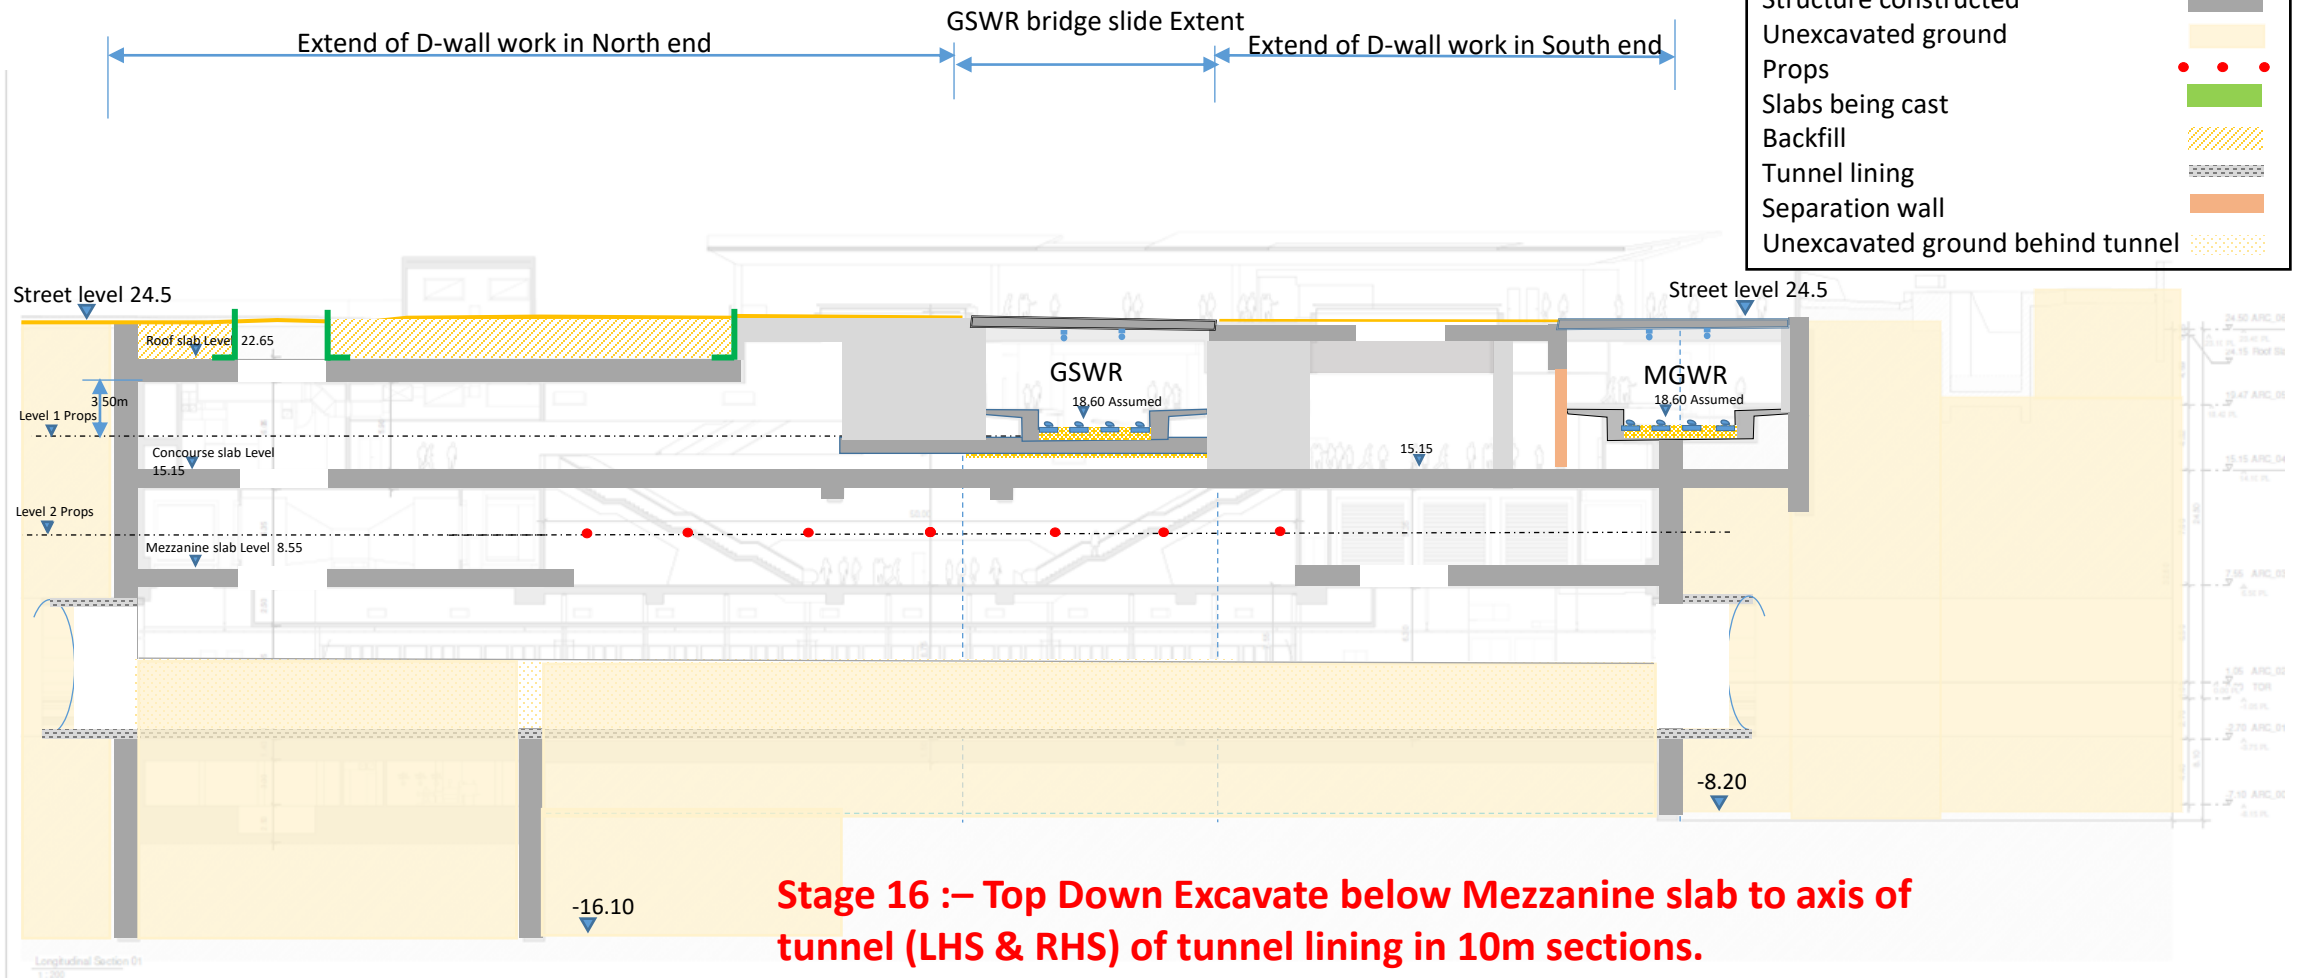 GSWR bridge slide Extent
Extend of D-wall work in North end
Extend of D-wall work in South end
Structure constructed
Unexcavated ground
Props
Slabs being cast
Backfill
Tunnel lining
Separation wall
Unexcavated ground behind tunnel
Street level 24.5
Street level 24.5
Roof slab Level 22.65
GSWR
MGWR
3.50m
18.60 Assumed
18.60 Assumed
Level 1 Props
Concourse slab Level
15.15
15.15
Level 2 Props
Mezzanine slab Level 8.55
-8.20
-16.10
Stage 16 :– Top Down Excavate below Mezzanine slab to axis of
tunnel (LHS & RHS) of tunnel lining in 10m sections.
Longitudinal Section 01
1 : 200